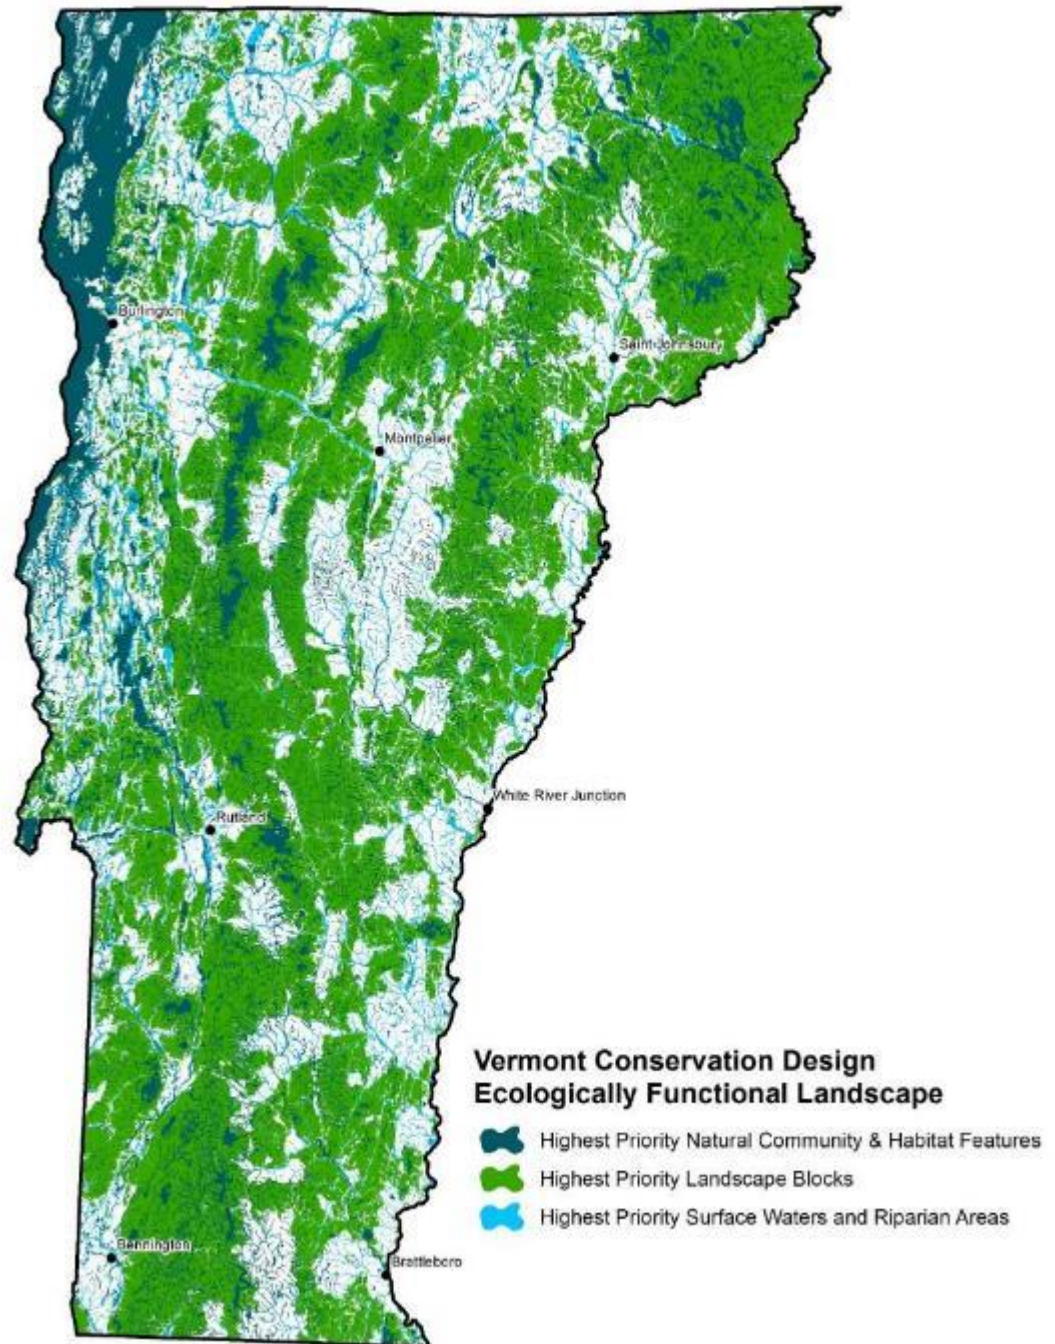 Burlington
Saint Johnsbury
Montpelier
White River Junction
Rutland
Vermont Conservation Design
Ecologically Functional Landscape
Highest Priority Natural Community & Habitat Features
Highest Priority Landscape Blocks
Highest Priority Surface Waters and Riparian Areas
Bennington
Brattleboro